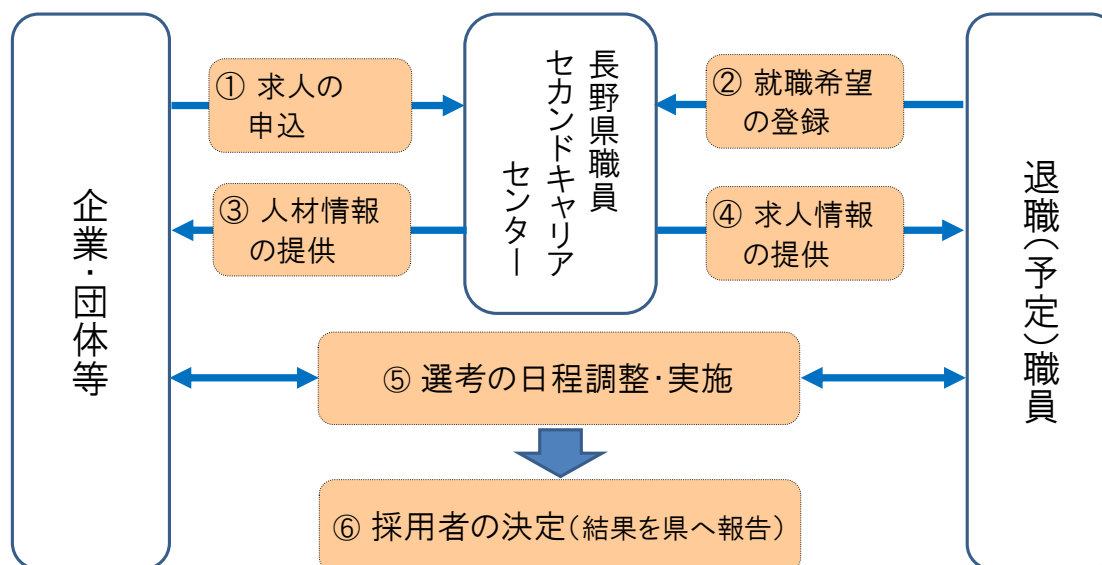 企業・団体等
① 求人の
申込
長野県職員
セカンドキャリア
センター
② 就職希望
の登録
③ 人材情報
の提供
④ 求人情報
の提供
退職(予定)職員
⑤ 選考の日程調整・実施
⑥ 採用者の決定(結果を県へ報告)